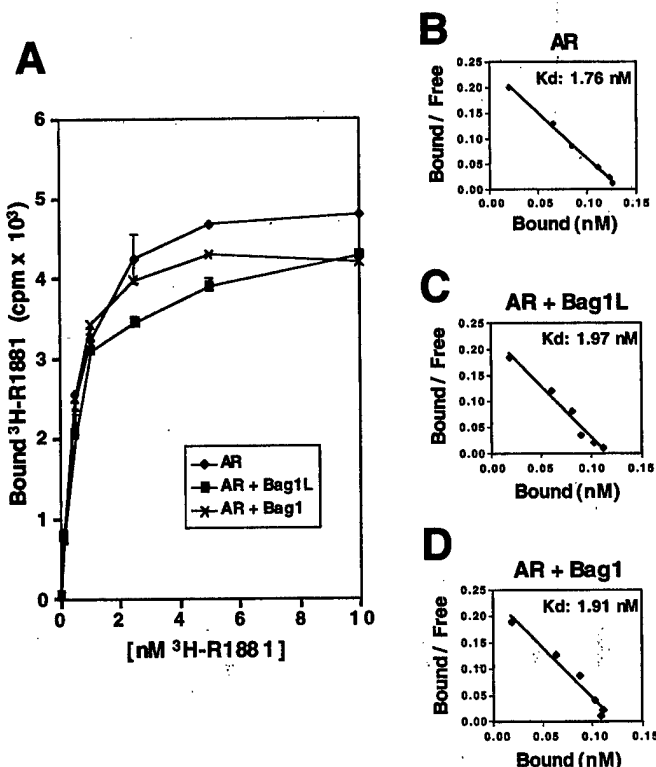 A
6
5
4
3
2
1
0
0 2 4 6 8 10
Bound ³H-R1881 (cpm x 10³)
[nM ³H-R1881]
AR
AR + Bag1L
AR + Bag1
B
AR
Kd: 1.76 nM
0.25
0.20
0.15
0.10
0.05
0.00
0.00 0.05 0.10 0.15
Bound / Free
Bound (nM)
C
AR + Bag1L
Kd: 1.97 nM
0.25
0.20
0.15
0.10
0.05
0.00
0.00 0.05 0.10 0.15
Bound / Free
Bound (nM)
D
AR + Bag1
Kd: 1.91 nM
0.25
0.20
0.15
0.10
0.05
0.00
0.00 0.05 0.10 0.15
Bound / Free
Bound (nM)